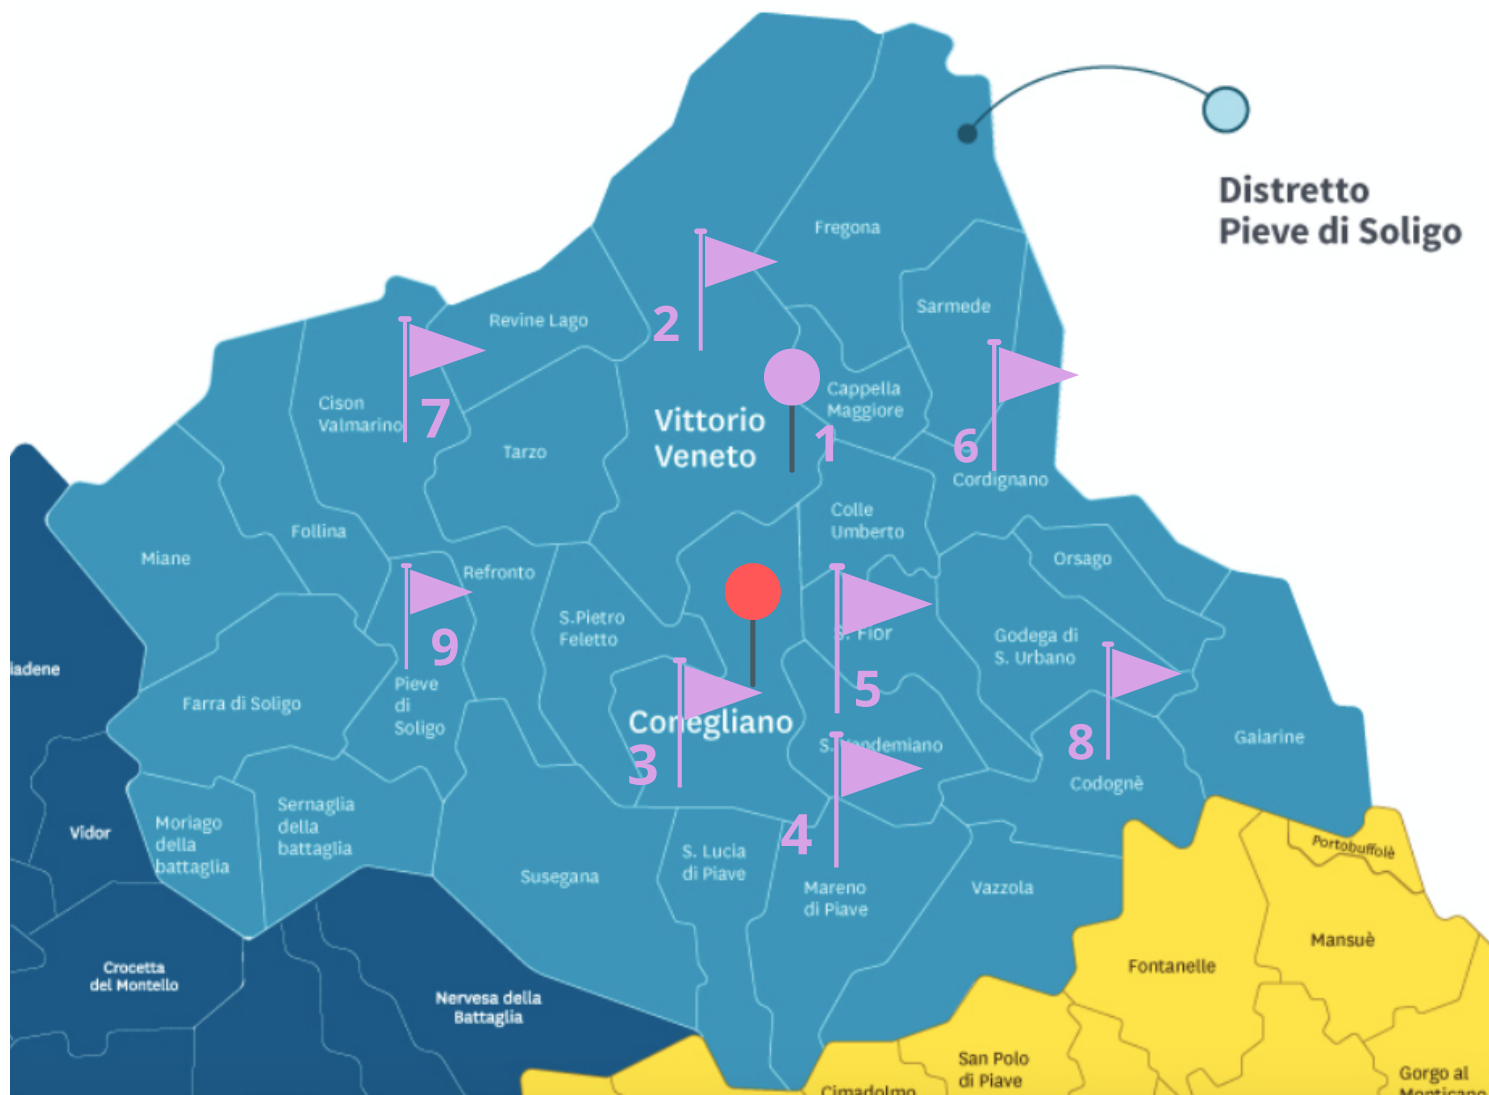 Distretto
Pieve di Soligo
Fregona
Sarmede
2
Revine Lago
Cappella
Maggiore
Cison
Valmarino
7
Vittorio
Veneto
1
6
Tarzo
Cordignano
Colle
Umberto
Follina
Miane
Orsago
Refronto
S.Pietro
Feletto
S. Fior
Godega di
S. Urbano
9
iadene
Pieve
di
Soligo
5
Farra di Soligo
Conegliano
3
S. Vendemiano
8
Gaiarine
Codognè
Sernaglia
della
battaglia
Moriago
della
battaglia
Vidor
4
S. Lucia
di Piave
Susegana
Mareno
di Piave
Vazzola
Portobuffolè
Mansuè
Fontanelle
Crocetta
del Montello
Nervesa della
Battaglia
San Polo
di Piave
Cimadolmo
Gorgo al
Monticano